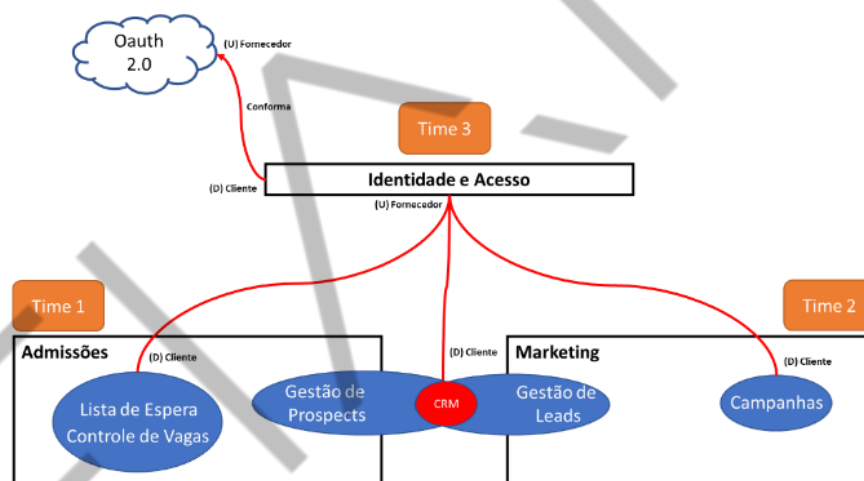 Oauth
2.0
(U) Fornecedor
Conforma
Time 3
(D) Cliente
Identidade e Acesso
(U) Fornecedor
Time 1
Time 2
Admissões
(D) Cliente
(D) Cliente
Marketing
(D) Cliente
Lista de Espera
Controle de Vagas
Gestão de
Prospects
CRM
Gestão de
Leads
Campanhas